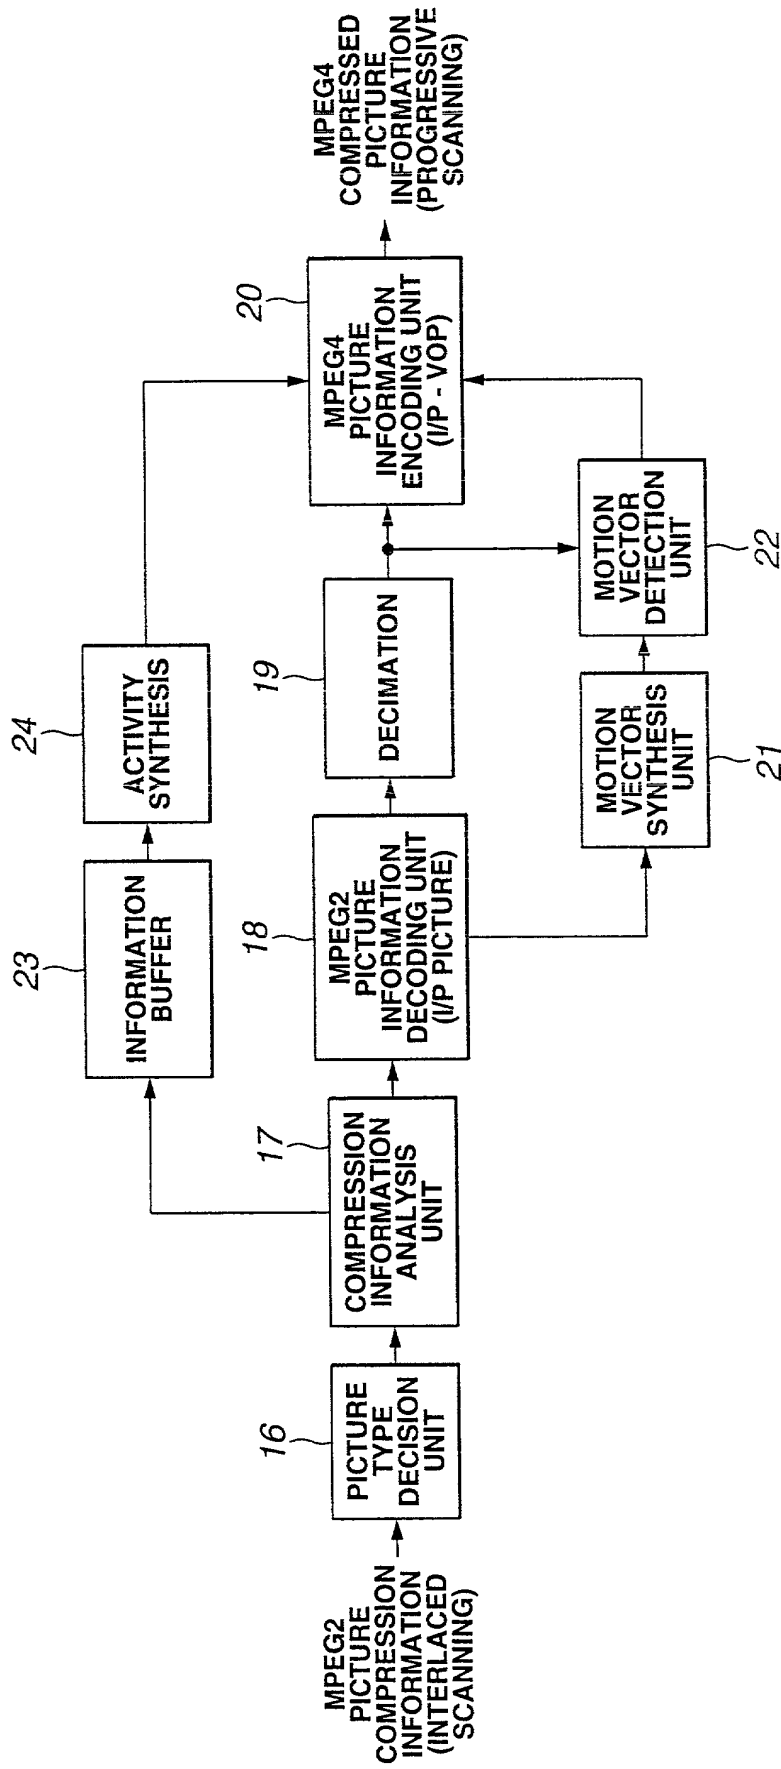 MPEG2
PICTURE
COMPRESSION
INFORMATION
(INTERLACED
SCANNING)
16
PICTURE
TYPE
DECISION
UNIT
17
COMPRESSION
INFORMATION
ANALYSIS
UNIT
23
INFORMATION
BUFFER
24
ACTIVITY
SYNTHESIS
18
MPEG2
PICTURE
INFORMATION
DECODING UNIT
(I/P PICTURE)
19
DECIMATION
20
MPEG4
PICTURE
INFORMATION
ENCODING UNIT
(I/P - VOP)
MOTION
VECTOR
SYNTHESIS
UNIT
21
MOTION
VECTOR
DETECTION
UNIT
22
MPEG4
COMPRESSED
PICTURE
INFORMATION
(PROGRESSIVE
SCANNING)